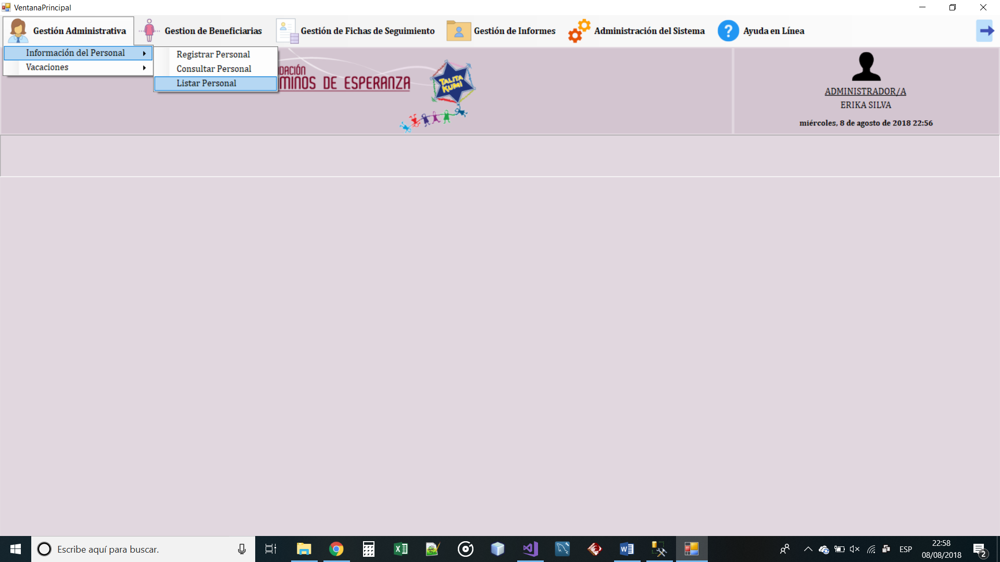 VentanaPrincipal
Gestión Administrativa
Gestion de Beneficiarias
Gestión de Fichas de Seguimiento
Gestión de Informes
Administración del Sistema
? Ayuda en Línea
Información del Personal
Vacaciones
Registrar Personal
Consultar Personal
Listar Personal
DACIÓN
MINOS DE ESPERANZA
TALITA
KUMI
ADMINISTRADOR/A
ERIKA SILVA
miércoles, 8 de agosto de 2018 22:56
Escribe aquí para buscar.
ESP
22:58
08/08/2018
2